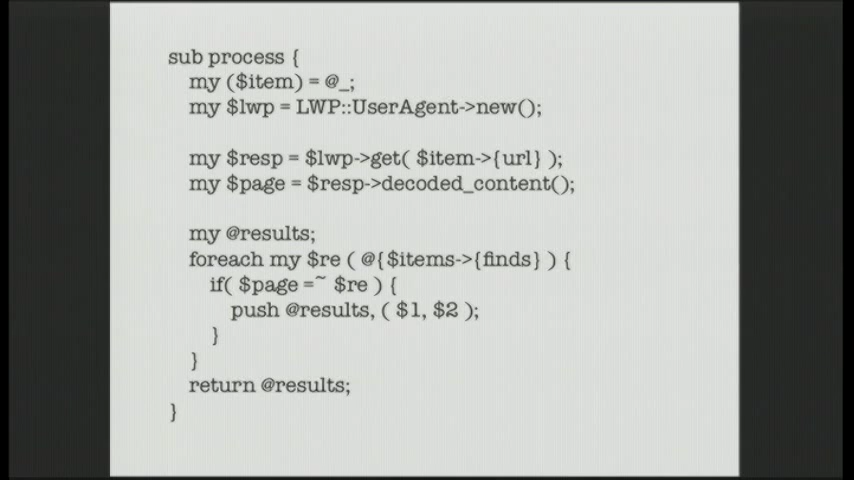 sub process {
my ($item) = @_;
my $lwp = LWP::UserAgent->new();
my $resp = $lwp->get( $item->{url} );
my $page = $resp->decoded_content();
my @results;
foreach my $re ( @{$items->{finds} ) {
if( $page =~ $re ) {
push @results, ( $1, $2 );
}
}
return @results;
}